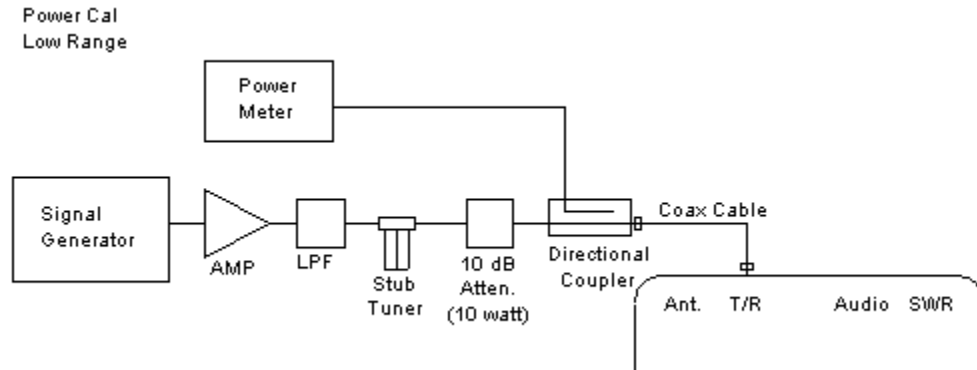 Power Cal
Low Range
Power
Meter
Signal
Generator
AMP
LPF
Stub
Tuner
10 dB
Atten.
(10 watt)
Directional
Coupler
Coax Cable
Ant. T/R Audio SWR